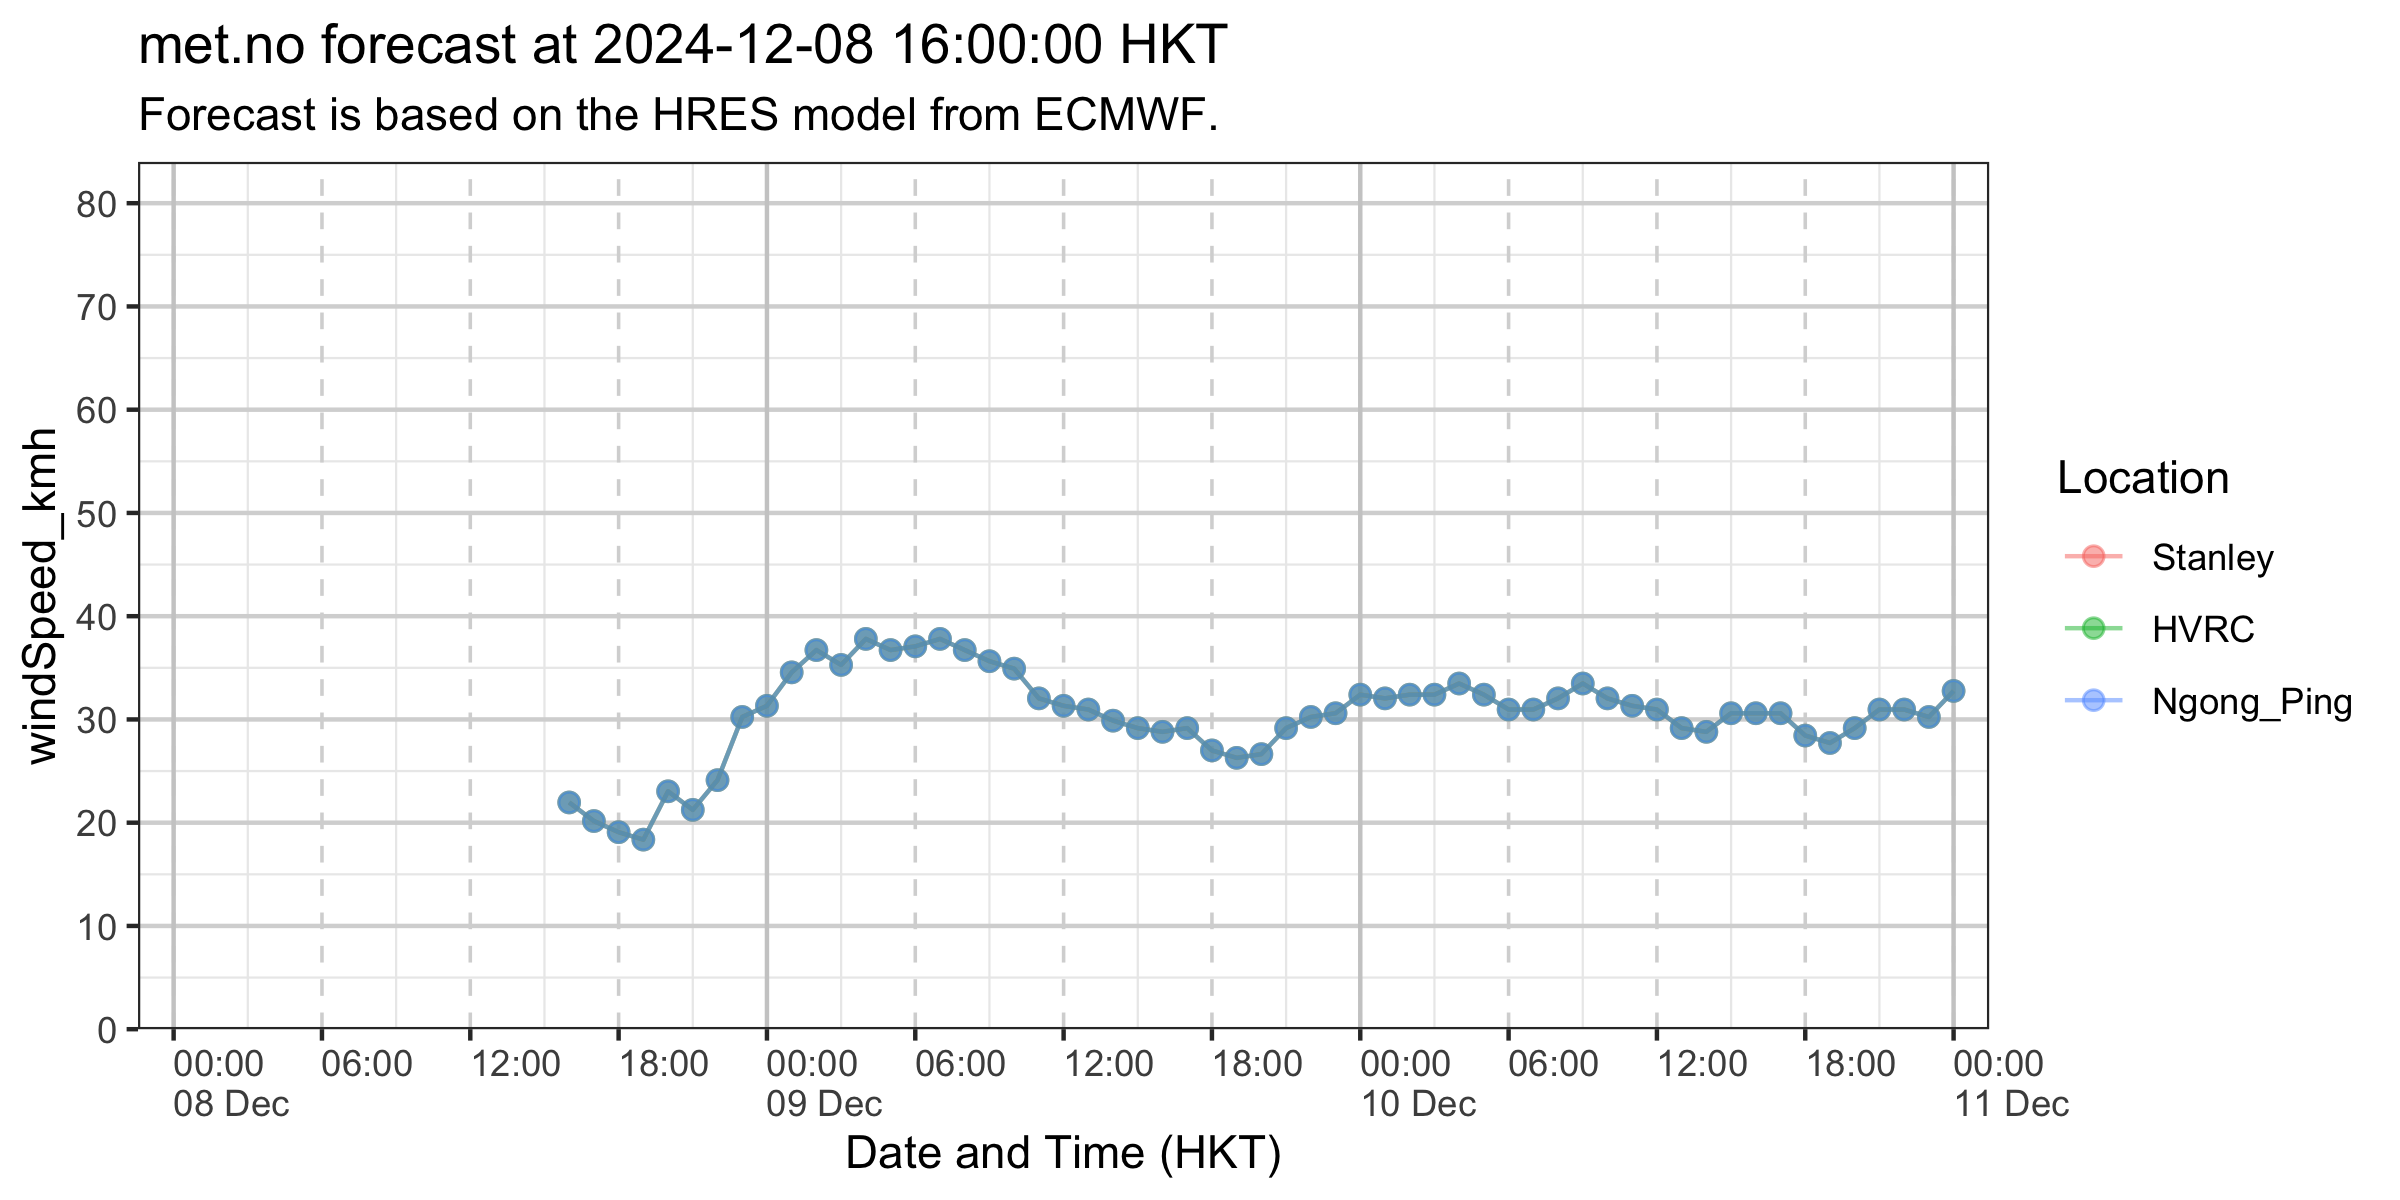 met.no forecast at 2024-12-08 16:00:00 HKT
Forecast is based on the HRES model from ECMWF.
windSpeed_kmh
80
70
60
50
40
30
20
10
0
00:00 06:00 12:00 18:00 00:00 06:00 12:00 18:00 00:00 06:00 12:00 18:00 00:00
08 Dec 09 Dec 10 Dec 11 Dec
Date and Time (HKT)
Location
Stanley
HVRC
Ngong_Ping